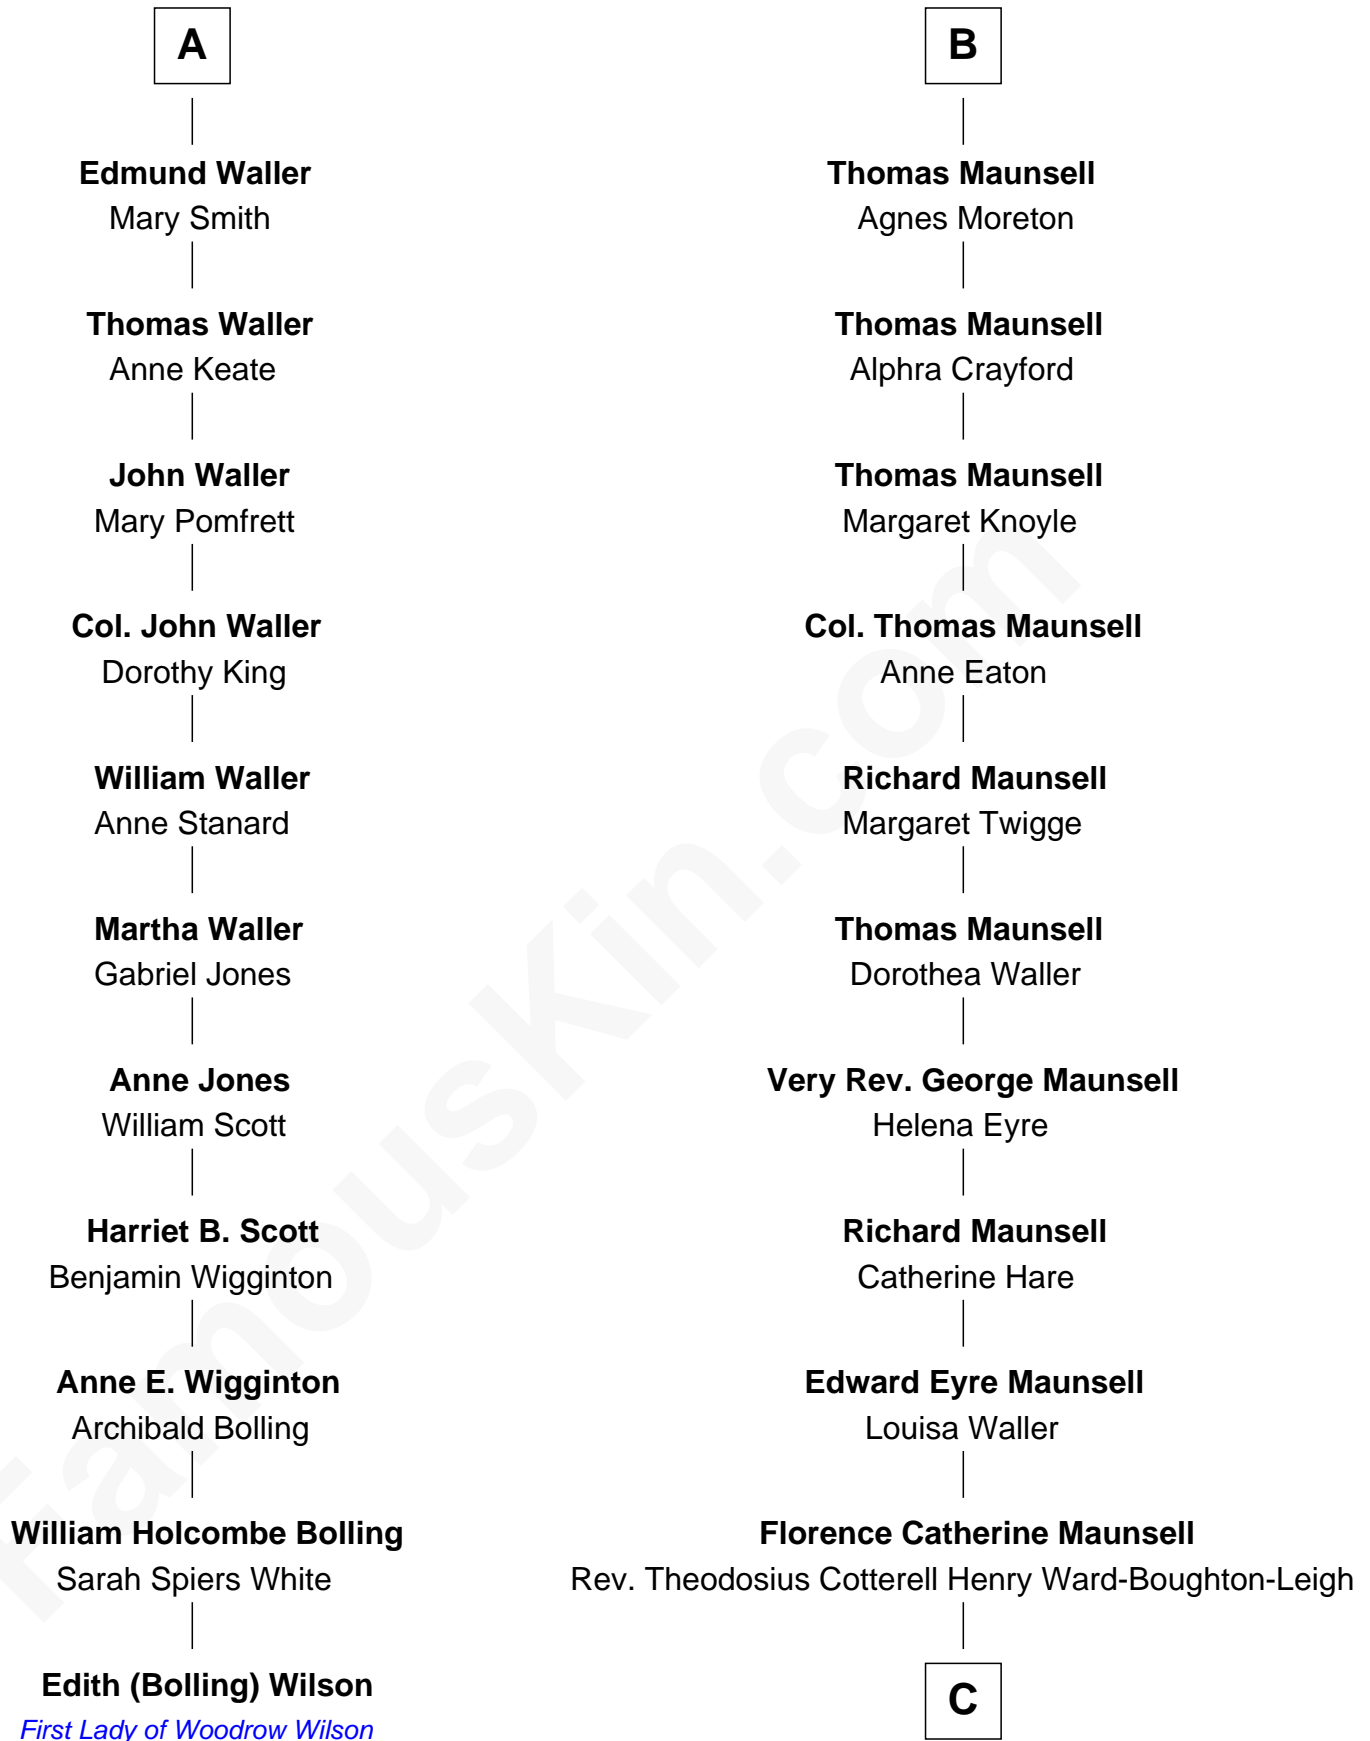 A
Edmund Waller
Mary Smith
Thomas Waller
Anne Keate
John Waller
Mary Pomfrett
Col. John Waller
Dorothy King
William Waller
Anne Stanard
Martha Waller
Gabriel Jones
Anne Jones
William Scott
Harriet B. Scott
Benjamin Wigginton
Anne E. Wigginton
Archibald Bolling
William Holcombe Bolling
Sarah Spiers White
Edith (Bolling) Wilson
First Lady of Woodrow Wilson
B
Thomas Maunsell
Agnes Moreton
Thomas Maunsell
Alphra Crayford
Thomas Maunsell
Margaret Knoyle
Col. Thomas Maunsell
Anne Eaton
Richard Maunsell
Margaret Twigge
Thomas Maunsell
Dorothea Waller
Very Rev. George Maunsell
Helena Eyre
Richard Maunsell
Catherine Hare
Edward Eyre Maunsell
Louisa Waller
Florence Catherine Maunsell
Rev. Theodosius Cotterell Henry Ward-Boughton-Leigh
C
FamousKin.com